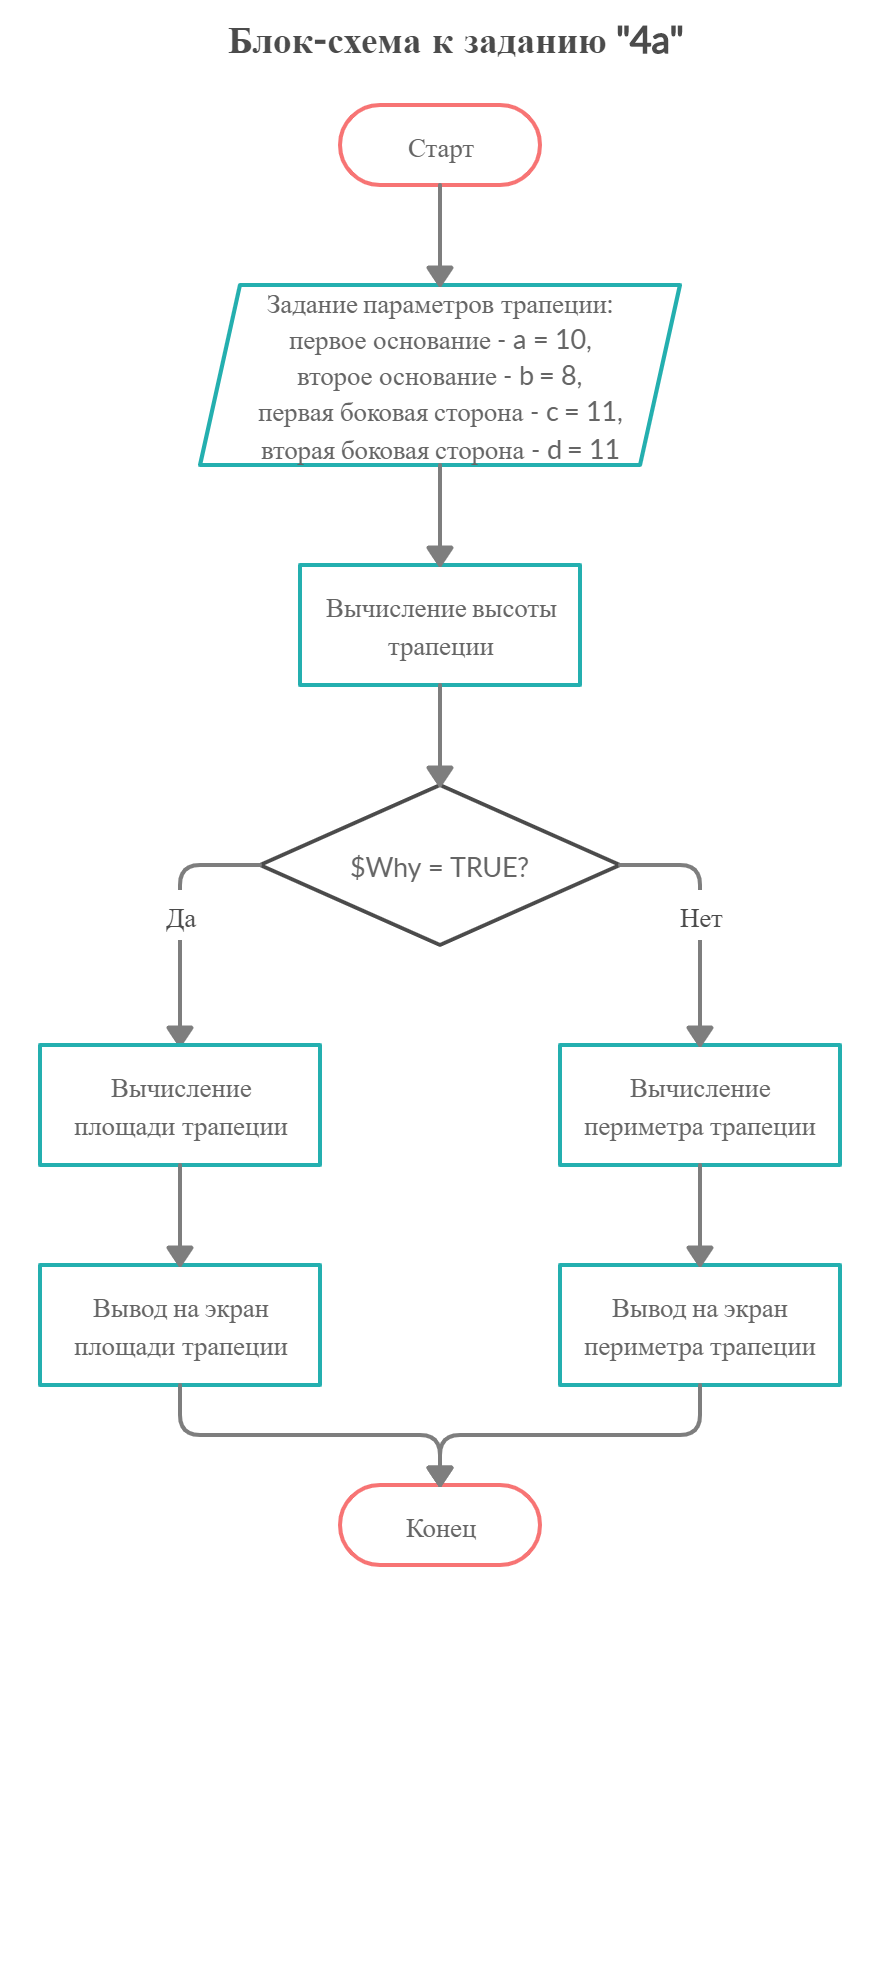 Блок-схема к заданию "4а"
Старт
Задание параметров трапеции:
первое основание - a = 10,
второе основание - b = 8,
первая боковая сторона - c = 11,
вторая боковая сторона - d = 11
Вычисление высоты
трапеции
$Why = TRUE?
Да
Нет
Вычисление
площади трапеции
Вычисление
периметра трапеции
Вывод на экран
площади трапеции
Вывод на экран
периметра трапеции
Конец